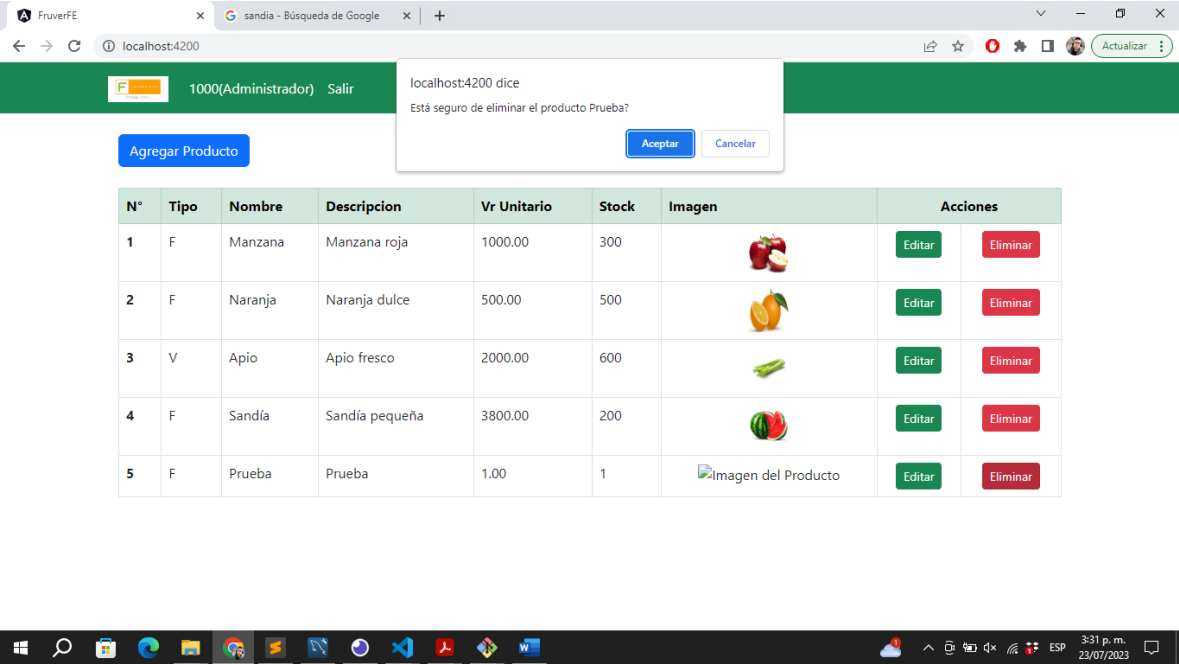 FruverFE
sandia - Búsqueda de Google
localhost:4200
Actualizar
F
1000(Administrador) Salir
localhost:4200 dice
Está seguro de eliminar el producto Prueba?
Aceptar Cancelar
Agregar Producto
N° Tipo Nombre Descripcion Vr Unitario Stock Imagen Acciones
1 F Manzana Manzana roja 1000.00 300 Editar Eliminar
2 F Naranja Naranja dulce 500.00 500 Editar Eliminar
3 V Apio Apio fresco 2000.00 600 Editar Eliminar
4 F Sandía Sandía pequeña 3800.00 200 Editar Eliminar
5 F Prueba Prueba 1.00 1 Imagen del Producto Editar Eliminar
ESP
3:31 p. m.
23/07/2023